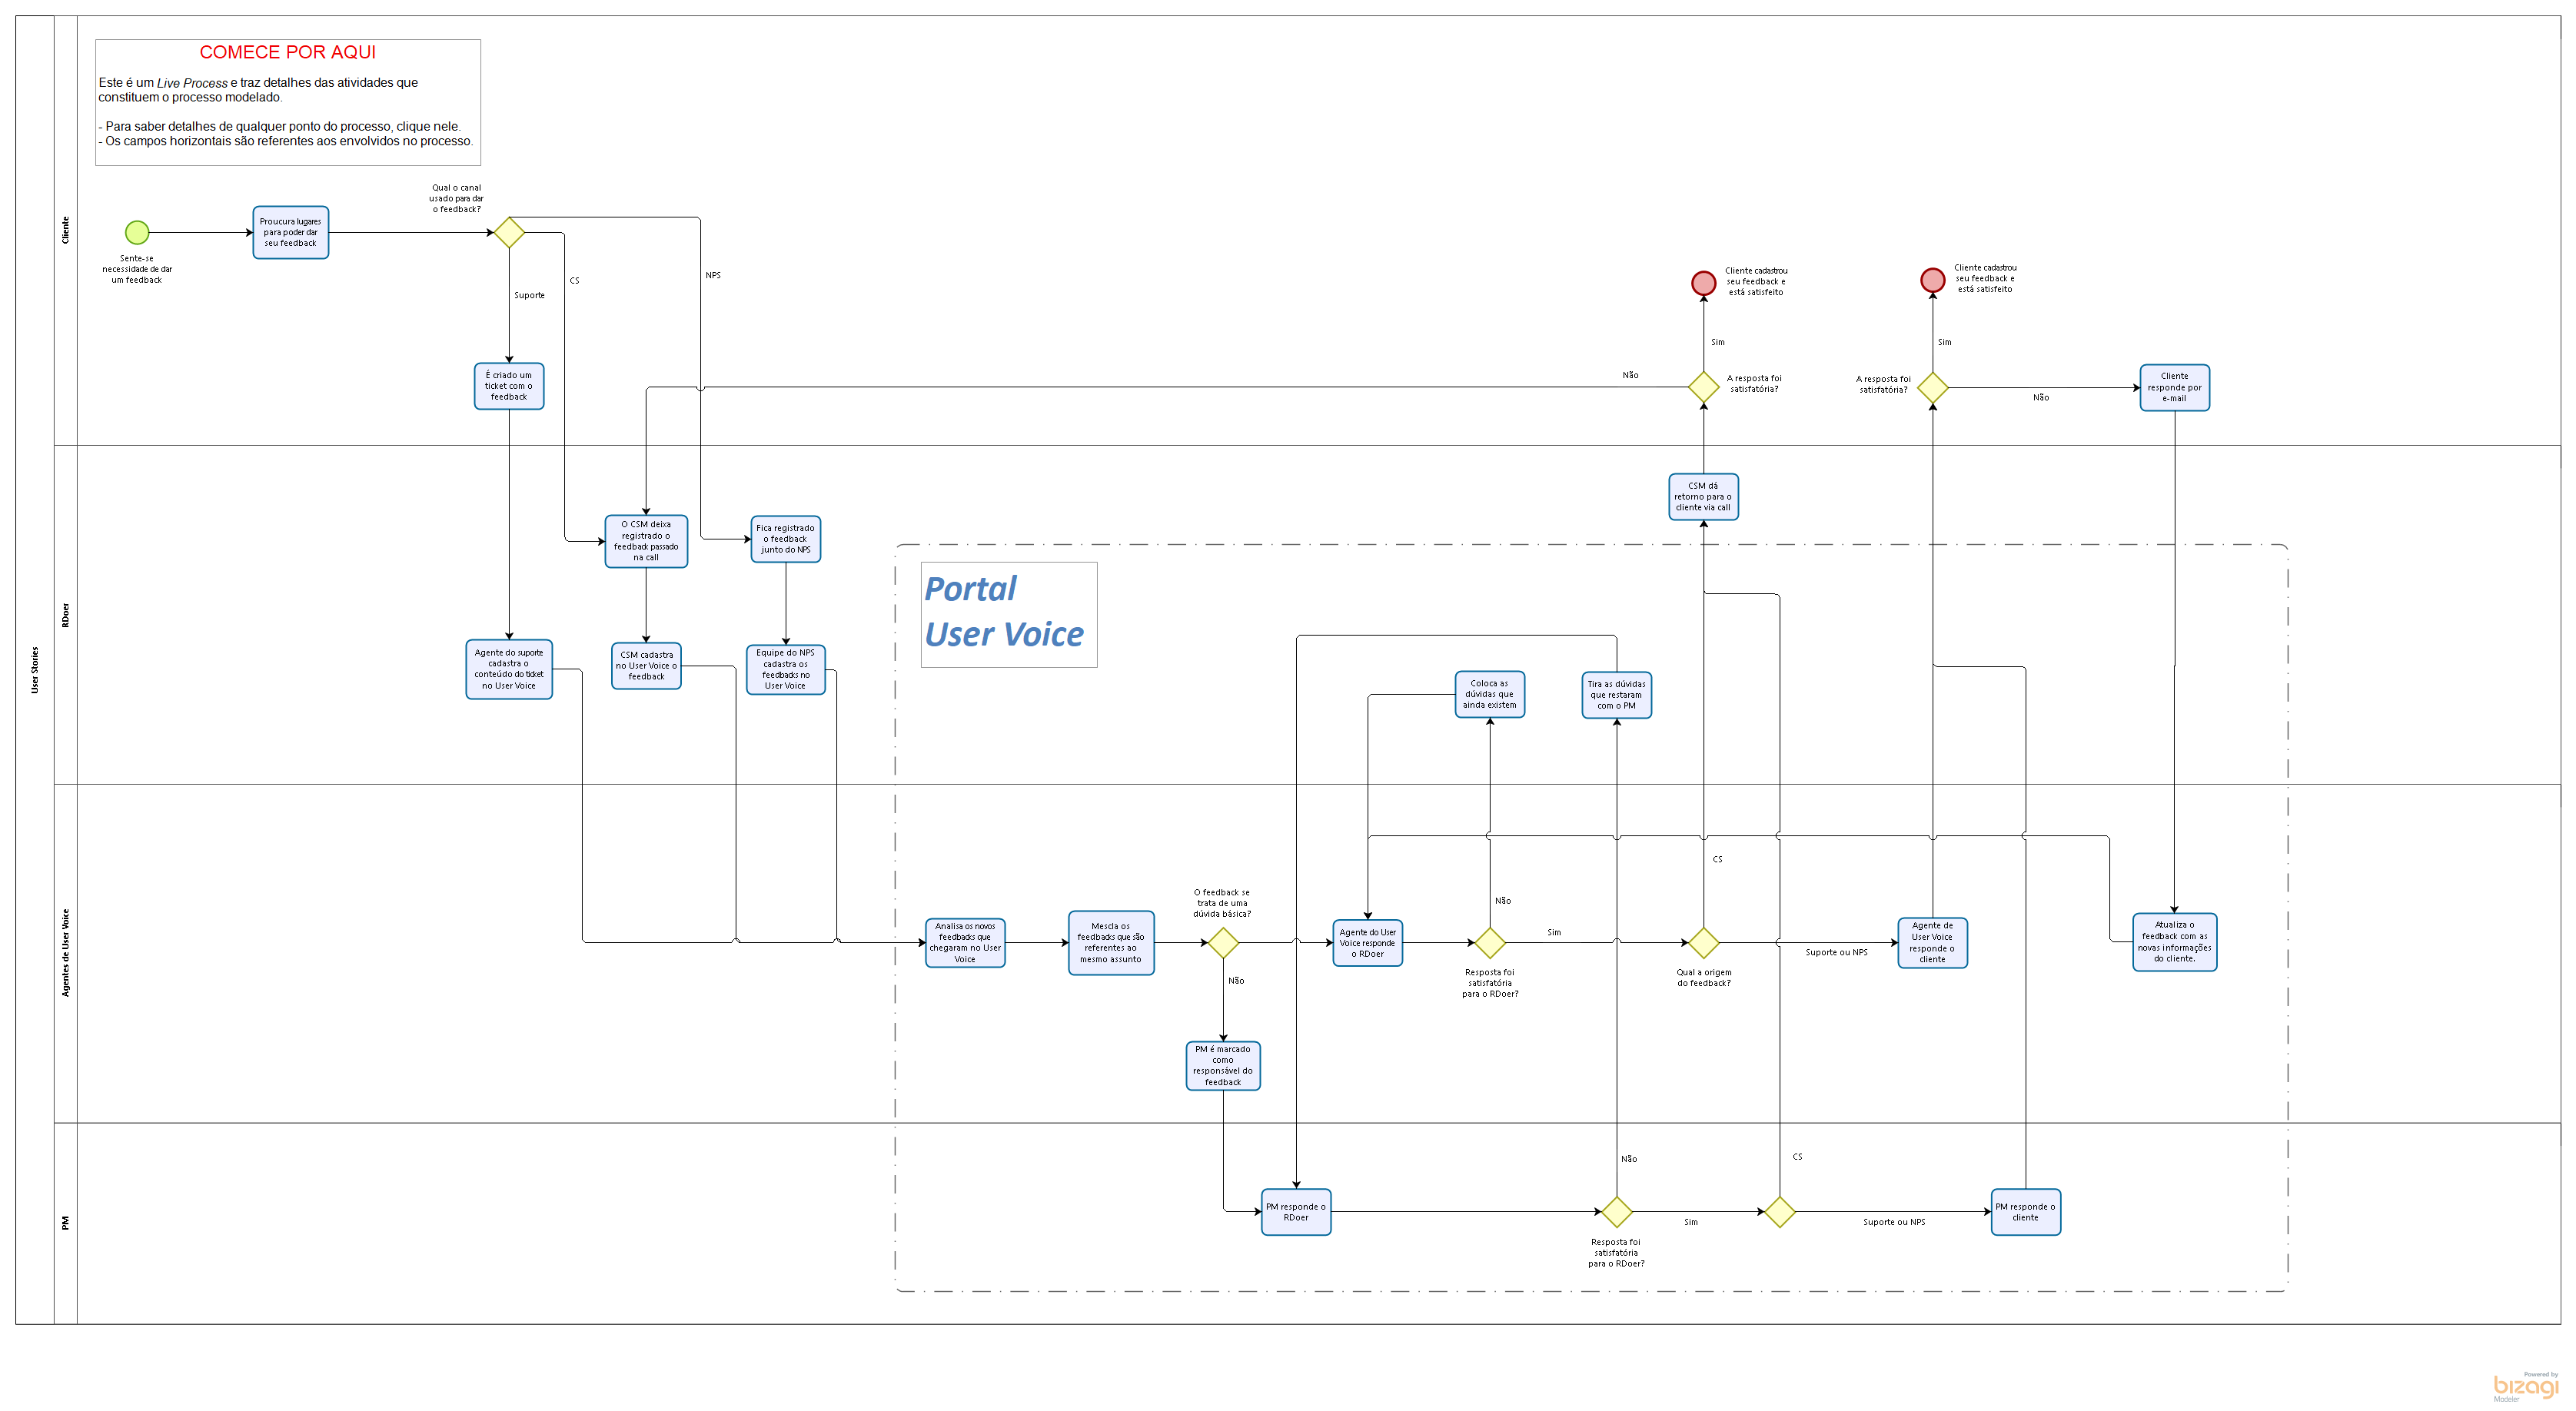 COMECE POR AQUI
Este é um Live Process e traz detalhes das atividades que
constituem o processo modelado.
- Para saber detalhes de qualquer ponto do processo, clique nele.
- Os campos horizontais são referentes aos envolvidos no processo.
User Stories
Cliente
Sente-se
necessidade de dar
um feedback
Proucura lugares
para poder dar
seu feedback
Qual o canal
usado para dar
o feedback?
Suporte
CS
NPS
É criado um
ticket com o
feedback
Cliente cadastrou
seu feedback e
está satisfeito
Sim
Não
A resposta foi
satisfatória?
Cliente cadastrou
seu feedback e
está satisfeito
Sim
A resposta foi
satisfatória?
Não
Cliente
responde por
e-mail
RDoer
O CSM deixa
registrado o
feedback passado
na call
Fica registrado
o feedback
junto do NPS
CSM dá
retorno para o
cliente via call
Agente do suporte
cadastra o
conteúdo do ticket
no User Voice
CSM cadastra
no User Voice o
feedback
Equipe do NPS
cadastra os
feedbacks no
User Voice
Portal
User Voice
Coloca as
dúvidas que
ainda existem
Tira as dúvidas
que restaram
com o PM
Agentes de User Voice
Analisa os novos
feedbacks que
chegaram no User
Voice
Mescla os
feedbacks que são
referentes ao
mesmo assunto
O feedback se
trata de uma
dúvida básica?
Não
PM é marcado
como
responsável do
feedback
Agente do User
Voice responde
o RDoer
Não
Resposta foi
satisfatória
para o RDoer?
Sim
CS
Qual a origem
do feedback?
Suporte ou NPS
Agente de
User Voice
responde o
cliente
Atualiza o
feedback com as
novas informações
do cliente.
PM
PM responde o
RDoer
Não
Resposta foi
satisfatória
para o RDoer?
Sim
CS
Suporte ou NPS
PM responde o
cliente
Powered by
bizagi
Modeler